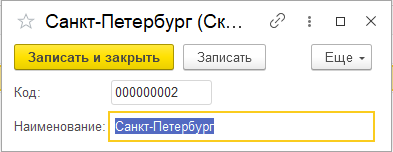 Санкт-Петербург (Ск...
Записать и закрыть Записать Еще
Код: 000000002
Наименование: Санкт-Петербург